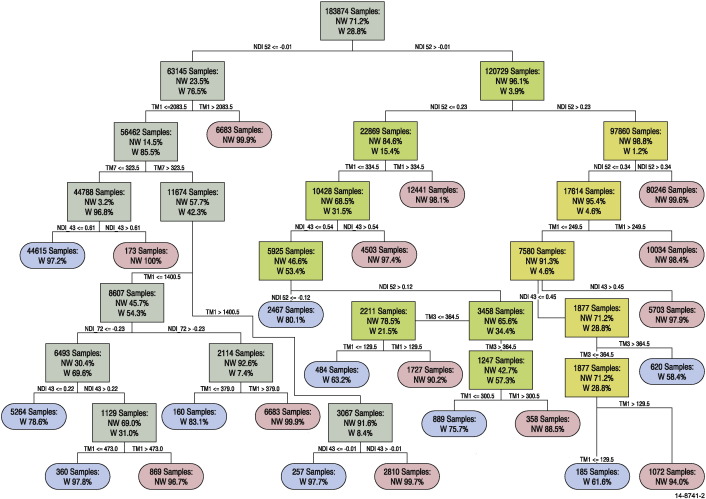 183874 Samples:
NW 71.2%
W 28.8%
NDI 52 <= -0.01
NDI 52 > -0.01
63145 Samples:
NW 23.5%
W 76.5%
120729 Samples:
NW 96.1%
W 3.9%
TM1 <=2083.5
TM1 > 2083.5
NDI 52 <= 0.23
NDI 52 > 0.23
56462 Samples:
NW 14.5%
W 85.5%
6683 Samples:
NW 99.9%
22869 Samples:
NW 84.6%
W 15.4%
97860 Samples:
NW 98.8%
W 1.2%
TM7 <= 323.5
TM7 > 323.5
TM1 <= 334.5
TM1 > 334.5
NDI 52 <= 0.34
NDI 52 > 0.34
44788 Samples:
NW 3.2%
W 96.8%
11674 Samples:
NW 57.7%
W 42.3%
10428 Samples:
NW 68.5%
W 31.5%
12441 Samples:
NW 98.1%
17614 Samples:
NW 95.4%
W 4.6%
80246 Samples:
NW 99.6%
NDI_43 <= 0.61
NDI_43 > 0.61
NDI_43 <= 0.54
NDI_43 > 0.54
TM1 <= 249.5
TM1 > 249.5
44615 Samples:
W 97.2%
173 Samples:
NW 100%
5925 Samples:
NW 46.6%
W 53.4%
4503 Samples:
NW 97.4%
7580 Samples:
NW 91.3%
W 4.6%
10034 Samples:
NW 98.4%
TM1 <= 1400.5
TM1 > 1400.5
NDI 52 <= -0.12
NDI 52 > 0.12
NDI 43 <= 0.45
NDI 43 > 0.45
8607 Samples:
NW 45.7%
W 54.3%
2467 Samples:
W 80.1%
2211 Samples:
NW 78.5%
W 21.5%
TM3 <= 364.5
3458 Samples:
NW 65.6%
W 34.4%
1877 Samples:
NW 71.2%
W 28.8%
5703 Samples:
NW 97.9%
NDI_72 <= -0.23
NDI_72 > -0.23
TM1 <= 129.5
TM1 > 129.5
TM3 > 364.5
TM3 <= 364.5
TM3 > 364.5
6493 Samples:
NW 30.4%
W 69.6%
2114 Samples:
NW 92.6%
W 7.4%
484 Samples:
W 63.2%
1727 Samples:
NW 90.2%
1247 Samples:
NW 42.7%
W 57.3%
1877 Samples:
NW 71.2%
W 28.8%
620 Samples:
W 58.4%
NDI 43 <= 0.22
NDI 43 > 0.22
TM1 <= 379.0
TM1 > 379.0
TM1 <= 300.5
TM1 > 300.5
TM1 > 129.5
5264 Samples:
W 78.6%
1129 Samples:
NW 69.0%
W 31.0%
160 Samples:
W 83.1%
6683 Samples:
NW 99.9%
3067 Samples:
NW 91.6%
W 8.4%
889 Samples:
W 75.7%
358 Samples:
NW 88.5%
TM1 <= 473.0
TM1 > 473.0
NDI 43 <= -0.01
NDI 43 > -0.01
TM1 <= 129.5
360 Samples:
W 97.8%
869 Samples:
NW 96.7%
257 Samples:
W 97.7%
2810 Samples:
NW 99.7%
185 Samples:
W 61.6%
1072 Samples:
NW 94.0%
14-8741-2